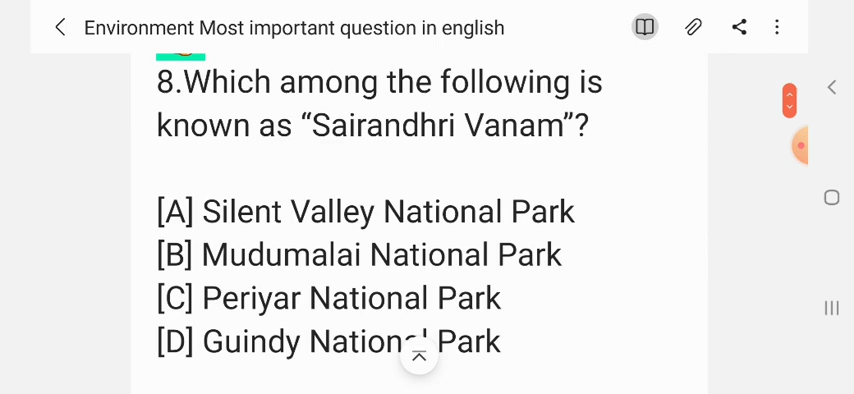 Environment Most important question in english
8.Which among the following is
known as “Sairandhri Vanam”?
[A] Silent Valley National Park
[B] Mudumalai National Park
[C] Periyar National Park
[D] Guindy National Park